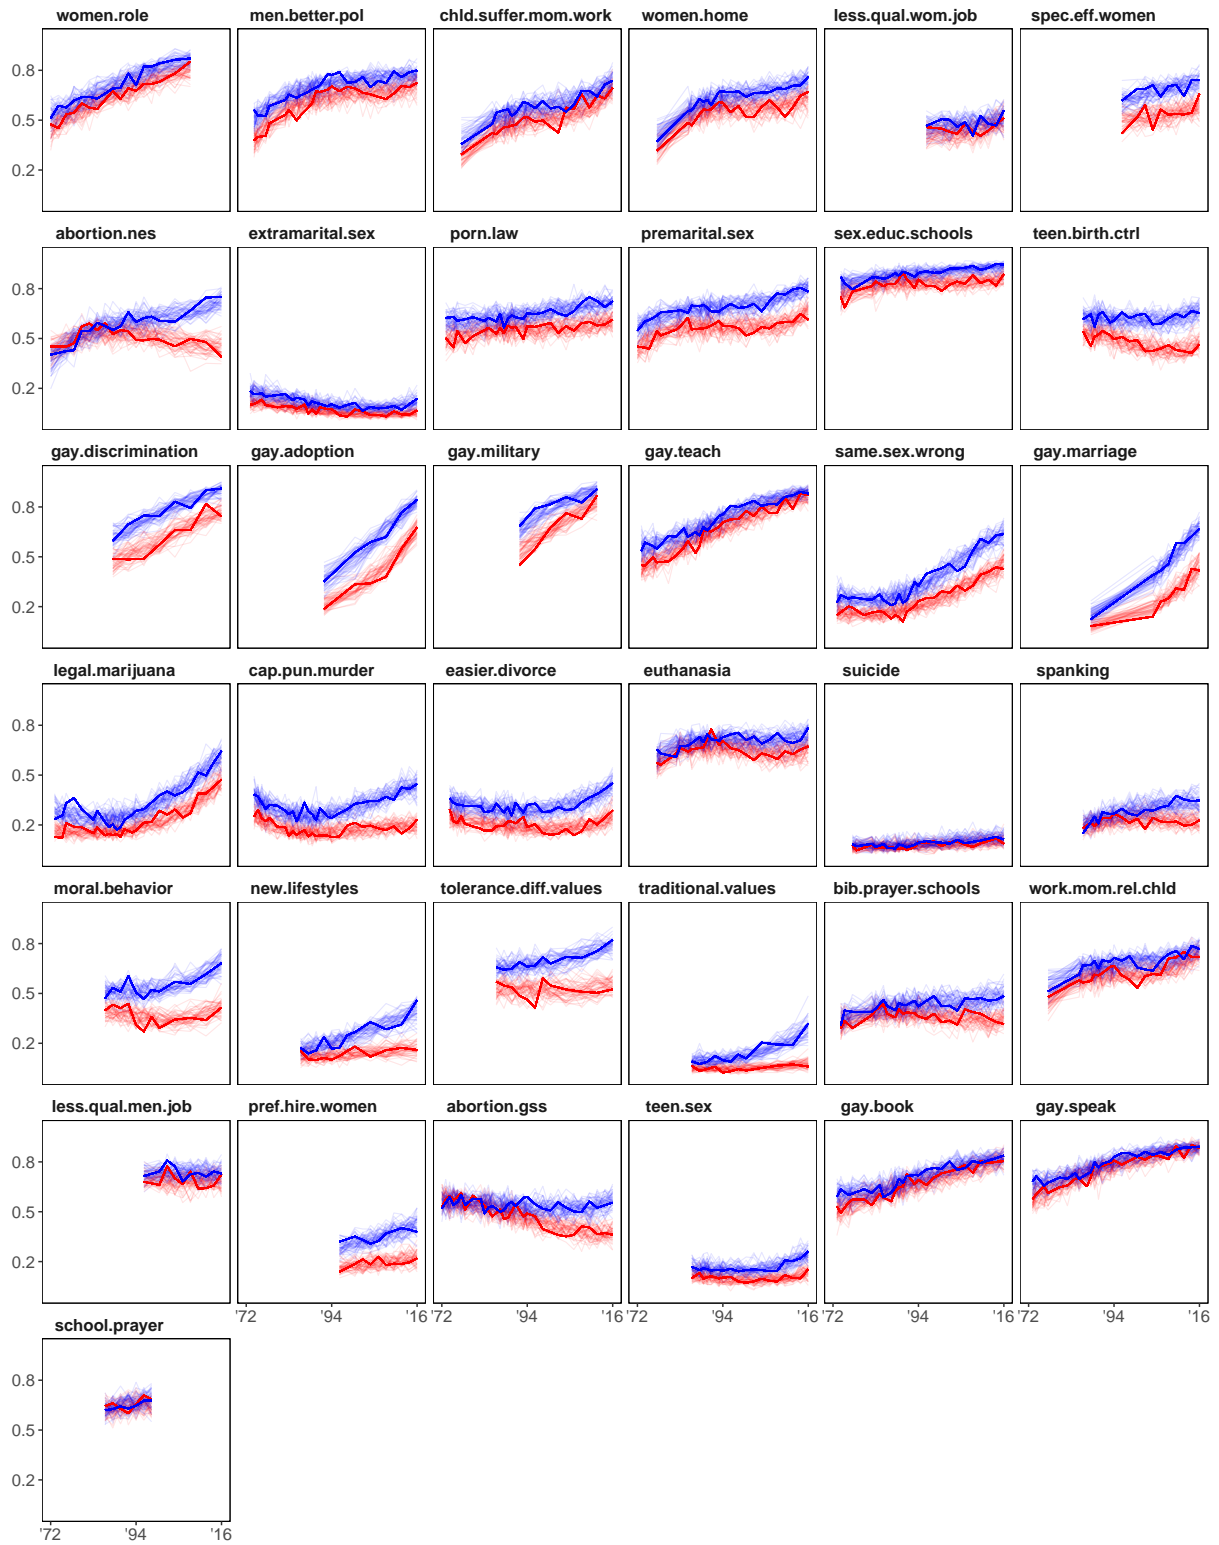 women.role men.better.pol chld.suffer.mom.work women.home less.qual.wom.job spec.eff.women
0.8
0.5
0.2
abortion.nes extramarital.sex porn.law premarital.sex sex.educ.schools teen.birth.ctrl
0.8
0.5
0.2
gay.discrimination gay.adoption gay.military gay.teach same.sex.wrong gay.marriage
0.8
0.5
0.2
legal.marijuana cap.pun.murder easier.divorce euthanasia suicide spanking
0.8
0.5
0.2
moral.behavior new.lifestyles tolerance.diff.values traditional.values bib.prayer.schools work.mom.rel.chld
0.8
0.5
0.2
less.qual.men.job pref.hire.women abortion.gss teen.sex gay.book gay.speak
0.8
0.5
0.2
'72 '94 '16 '72 '94 '16 '72 '94 '16 '72 '94 '16 '72 '94 '16
school.prayer
0.8
0.5
0.2
'72 '94 '16